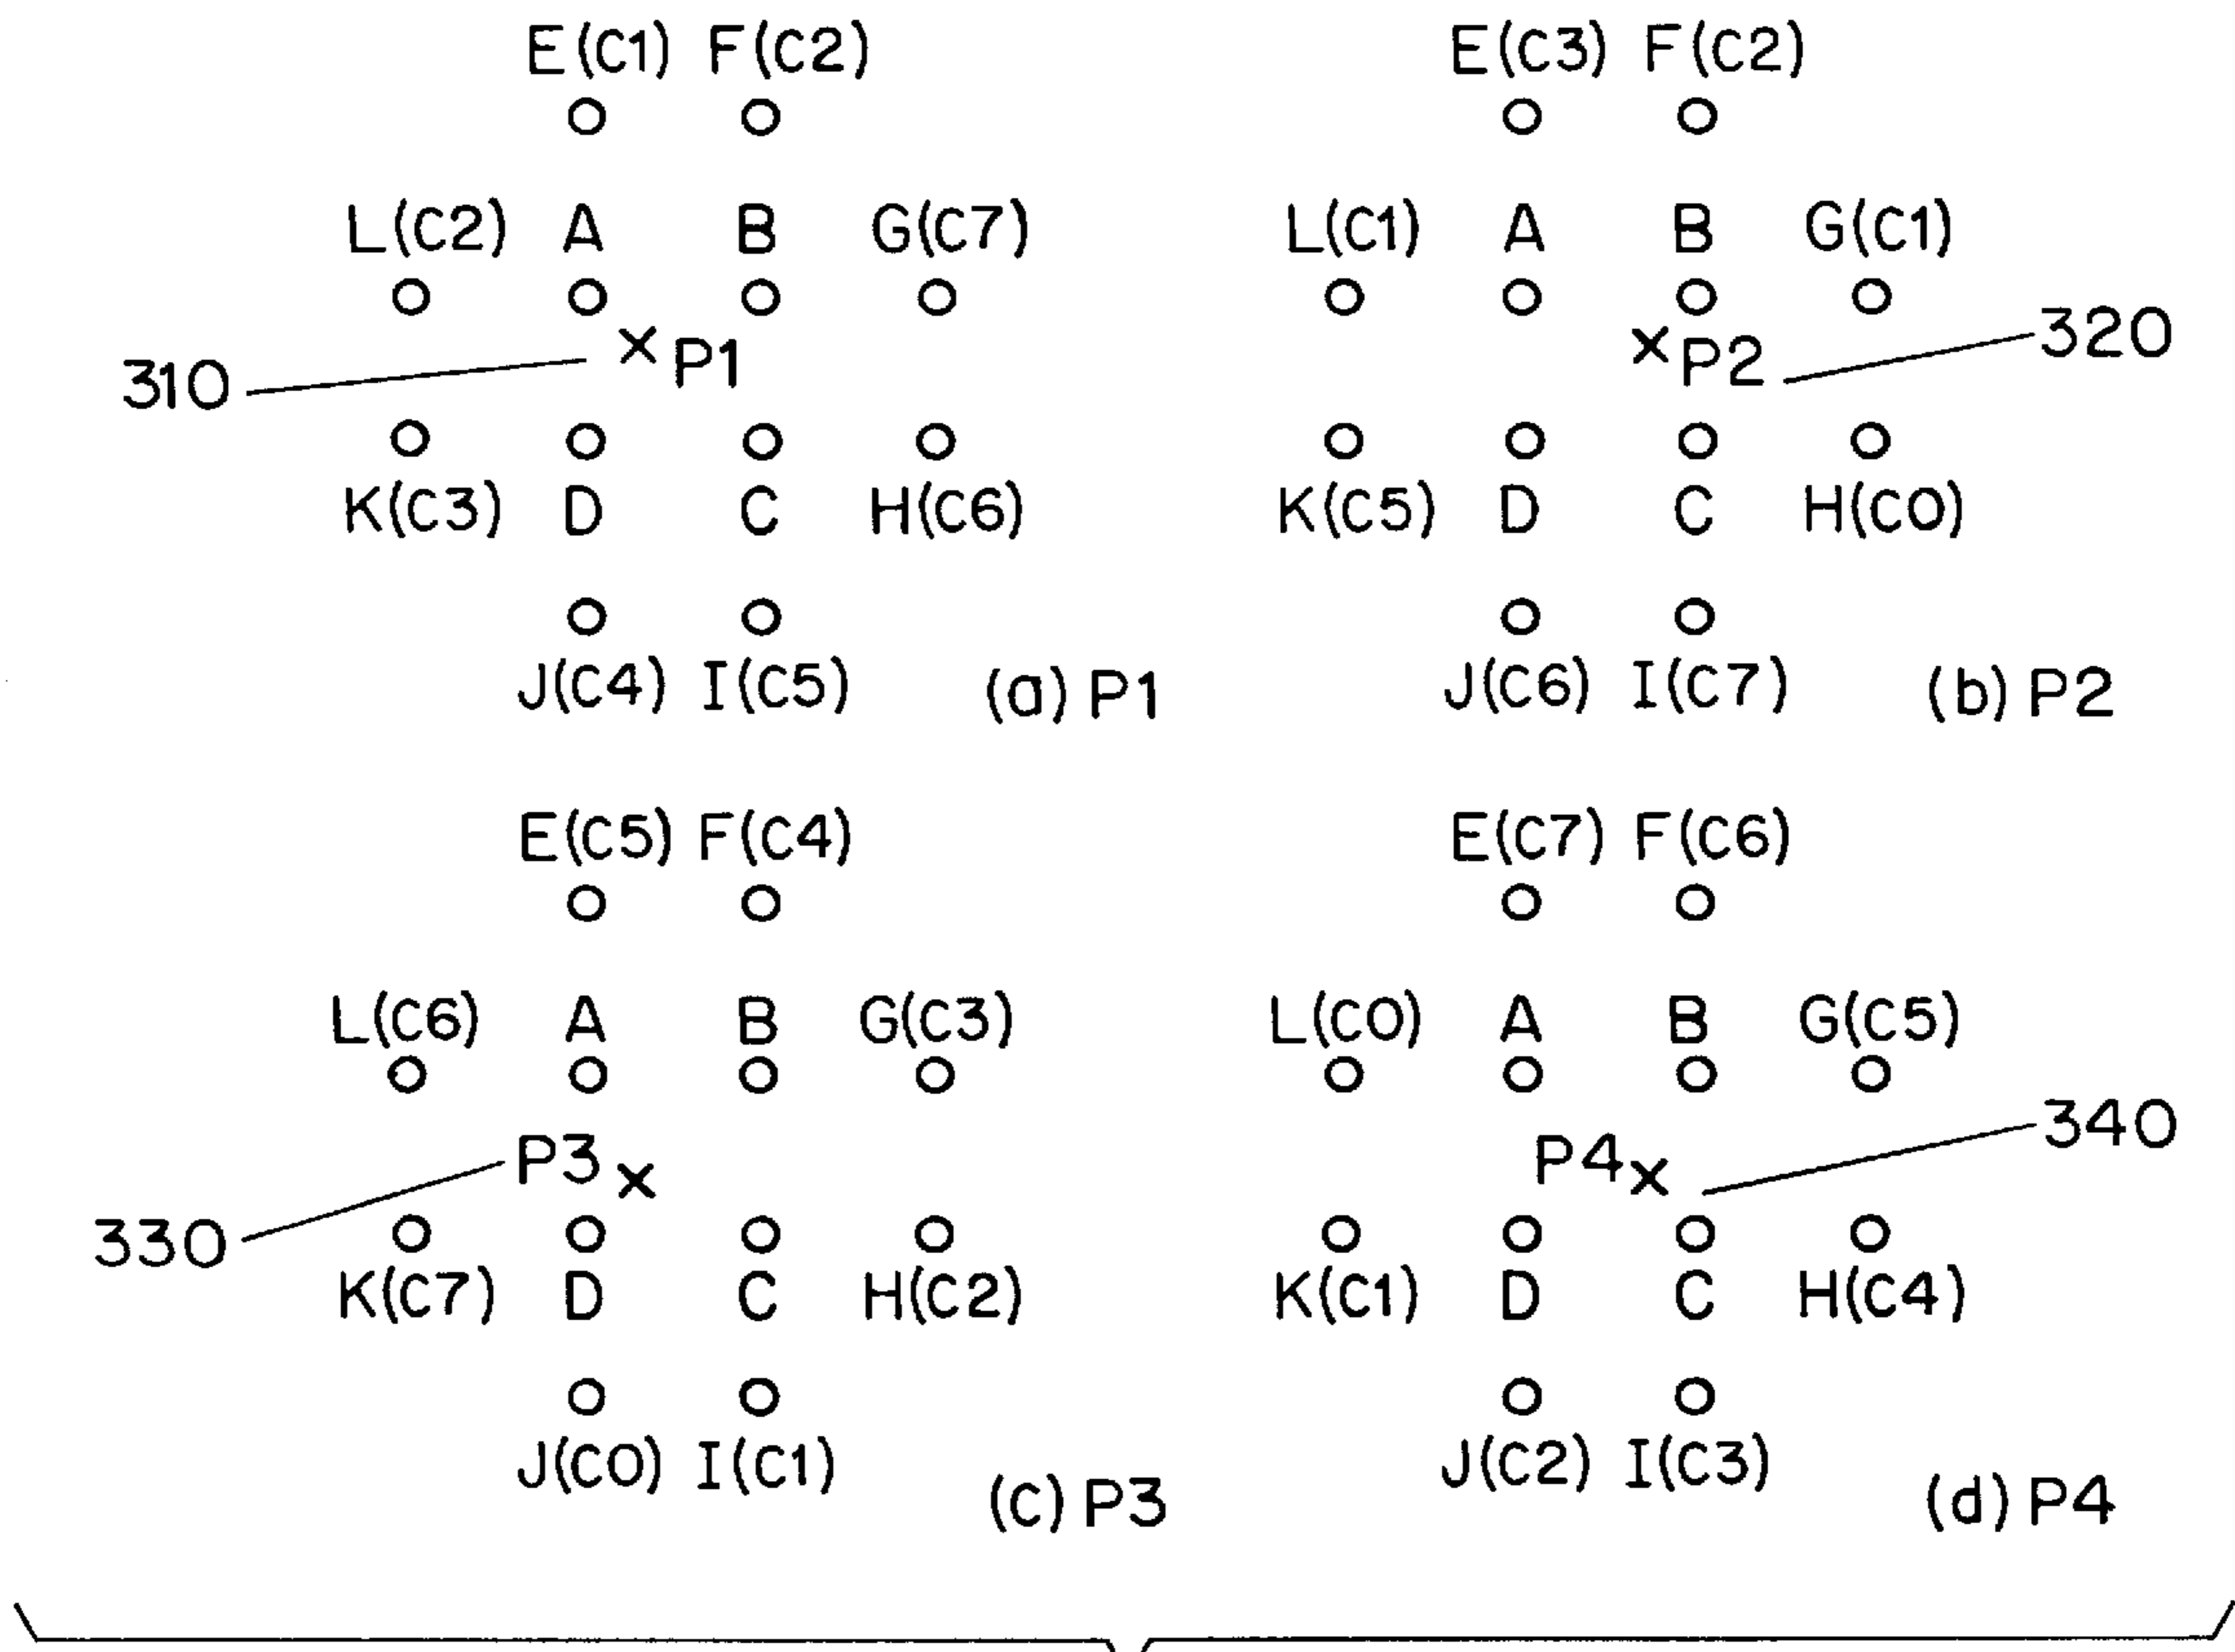 E(C1) F(C2)
L(C2) A B G(C7)
P1
310
K(C3) D C H(C6)
J(C4) I(C5)
(a) P1
E(C3) F(C2)
L(C1) A B G(C1)
320
P2
K(C5) D C H(C0)
J(C6) I(C7)
(b) P2
E(C5) F(C4)
L(C6) A B G(C3)
P3
330
K(C7) D C H(C2)
J(C0) I(C1)
(c) P3
E(C7) F(C6)
L(C0) A B G(C5)
340
P4
K(C1) D C H(C4)
J(C2) I(C3)
(d) P4